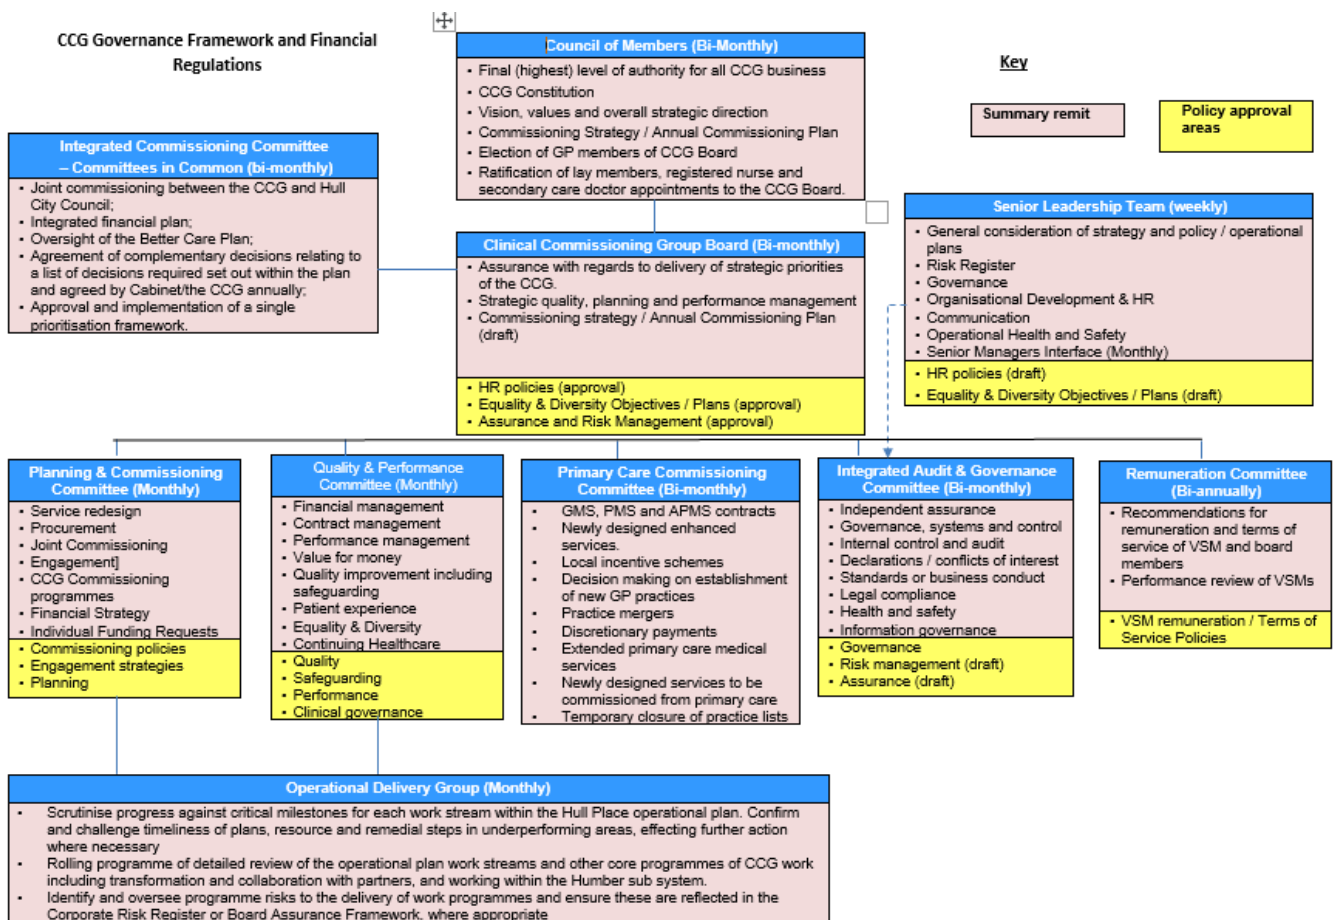 CCG Governance Framework and Financial
Regulations
Council of Members (Bi-Monthly)
• Final (highest) level of authority for all CCG business
• CCG Constitution
• Vision, values and overall strategic direction
• Commissioning Strategy / Annual Commissioning Plan
• Election of GP members of CCG Board
• Ratification of lay members, registered nurse and
secondary care doctor appointments to the CCG Board.
Key
Summary remit
Policy approval
areas
Integrated Commissioning Committee
– Committees in Common (bi-monthly)
• Joint commissioning between the CCG and Hull
City Council;
• Integrated financial plan;
• Oversight of the Better Care Plan;
• Agreement of complementary decisions relating to
a list of decisions required set out within the plan
and agreed by Cabinet/the CCG annually;
• Approval and implementation of a single
prioritisation framework.
Clinical Commissioning Group Board (Bi-monthly)
• Assurance with regards to delivery of strategic priorities
of the CCG.
• Strategic quality, planning and performance management
• Commissioning strategy / Annual Commissioning Plan
(draft)
• HR policies (approval)
• Equality & Diversity Objectives / Plans (approval)
• Assurance and Risk Management (approval)
Senior Leadership Team (weekly)
• General consideration of strategy and policy / operational
plans
• Risk Register
• Governance
• Organisational Development & HR
• Communication
• Operational Health and Safety
• Senior Managers Interface (Monthly)
• HR policies (draft)
• Equality & Diversity Objectives / Plans (draft)
Planning & Commissioning
Committee (Monthly)
• Service redesign
• Procurement
• Joint Commissioning
• Engagement]
• CCG Commissioning
programmes
• Financial Strategy
• Individual Funding Requests
• Commissioning policies
• Engagement strategies
• Planning
Quality & Performance
Committee (Monthly)
• Financial management
• Contract management
• Performance management
• Value for money
• Quality improvement including
safeguarding
• Patient experience
• Equality & Diversity
• Continuing Healthcare
• Quality
• Safeguarding
• Performance
• Clinical governance
Primary Care Commissioning
Committee (Bi-monthly)
• GMS, PMS and APMS contracts
• Newly designed enhanced
services.
• Local incentive schemes
• Decision making on establishment
of new GP practices
• Practice mergers
• Discretionary payments
• Extended primary care medical
services
• Newly designed services to be
commissioned from primary care
• Temporary closure of practice lists
Integrated Audit & Governance
Committee (Bi-monthly)
• Independent assurance
• Governance, systems and control
• Internal control and audit
• Declarations / conflicts of interest
• Standards or business conduct
• Legal compliance
• Health and safety
• Information governance
• Governance
• Risk management (draft)
• Assurance (draft)
Remuneration Committee
(Bi-annually)
• Recommendations for
remuneration and terms of
service of VSM and board
members
• Performance review of VSMs
• VSM remuneration / Terms of
Service Policies
Operational Delivery Group (Monthly)
• Scrutinise progress against critical milestones for each work stream within the Hull Place operational plan. Confirm
and challenge timeliness of plans, resource and remedial steps in underperforming areas, effecting further action
where necessary
• Rolling programme of detailed review of the operational plan work streams and other core programmes of CCG work
including transformation and collaboration with partners, and working within the Humber sub system.
• Identify and oversee programme risks to the delivery of work programmes and ensure these are reflected in the
Corporate Risk Register or Board Assurance Framework, where appropriate